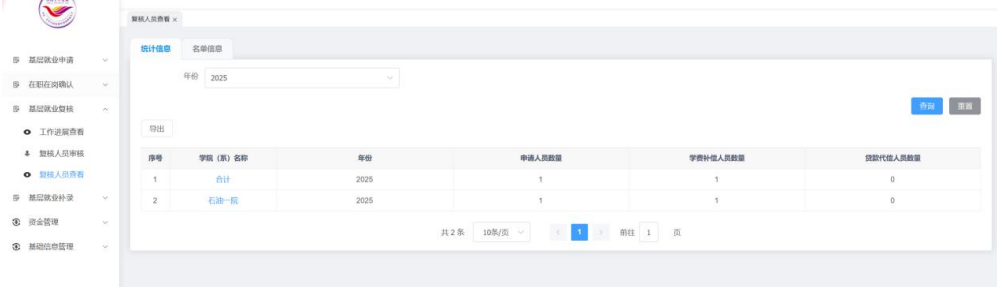 复核人员查看 ×
统计信息 名单信息
基层就业申请
在职在岗确认
基层就业复核
工作进展查看
复核人员审核
复核人员查看
基层就业补录
资金管理
基础信息管理
年份 2025
查询 重置
导出
序号 学院（系）名称 年份 申请人员数量 学费补偿人员数量 贷款代偿人员数量
1 合计 2025 1 1 0
2 石油一院 2025 1 1 0
共 2 条 10条/页 1 前往 1 页